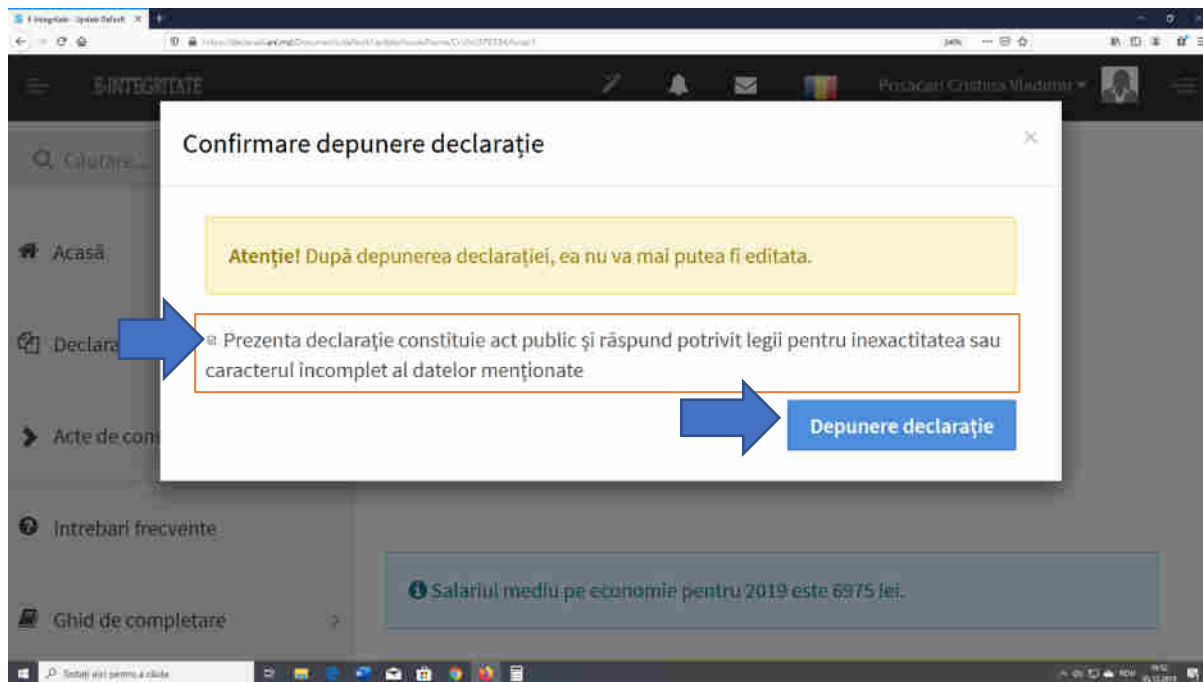 E-INTEGRITATE
Căutare...
Confirmare depunere declarație
×
Acasă
Atenție! După depunerea declarației, ea nu va mai putea fi editata.
Declara
Prezenta declarație constituie act public și răspund potrivit legii pentru inexactitatea sau
caracterul incomplet al datelor menționate
Acte de cons
Depunere declarație
Intrebari frecvente
Salariul mediu pe economie pentru 2019 este 6975 lei.
Ghid de completare